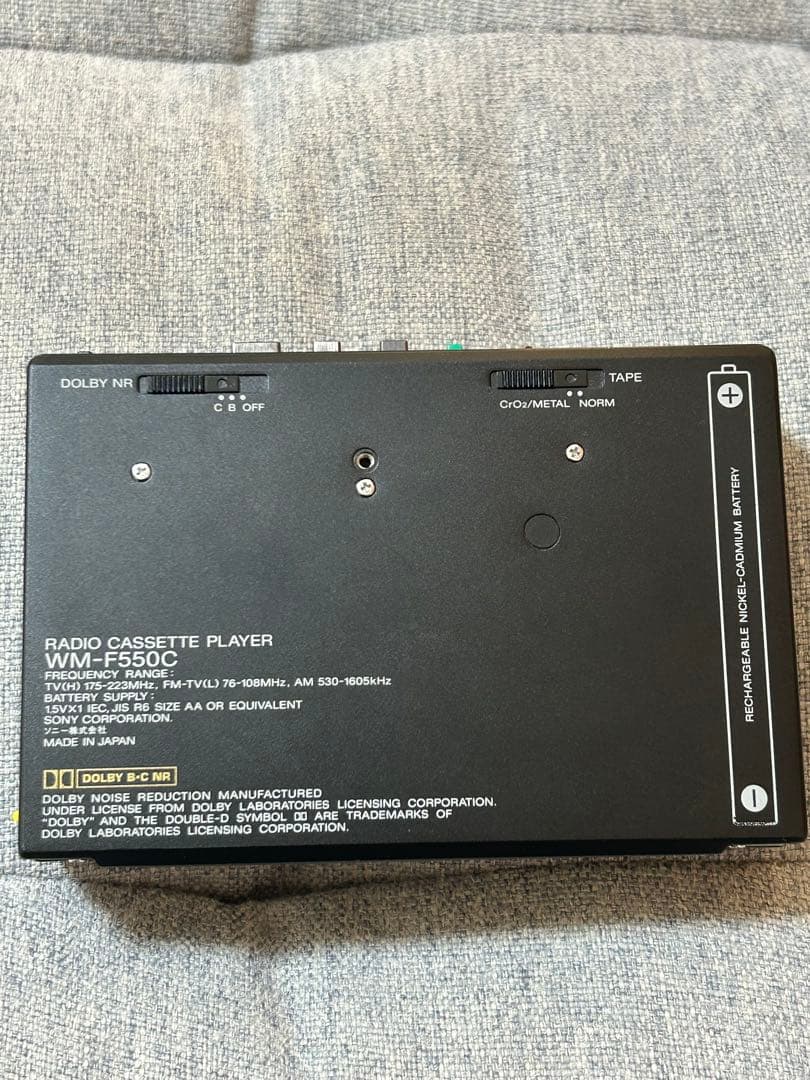 DOLBY NR
C B OFF
TAPE
CrO2/METAL NORM
+
RECHARGEABLE NICKEL-CADMIUM BATTERY
−
RADIO CASSETTE PLAYER
WM-F550C
FREQUENCY RANGE:
TV(H) 175-223MHz, FM-TV(L) 76-108MHz, AM 530-1605kHz
BATTERY SUPPLY:
1.5V×1 IEC, JIS R6 SIZE AA OR EQUIVALENT
SONY CORPORATION.
ソニー株式会社
MADE IN JAPAN
DOLBY B-C NR
DOLBY NOISE REDUCTION MANUFACTURED
UNDER LICENSE FROM DOLBY LABORATORIES LICENSING CORPORATION.
"DOLBY" AND THE DOUBLE-D SYMBOL ARE TRADEMARKS OF
DOLBY LABORATORIES LICENSING CORPORATION.